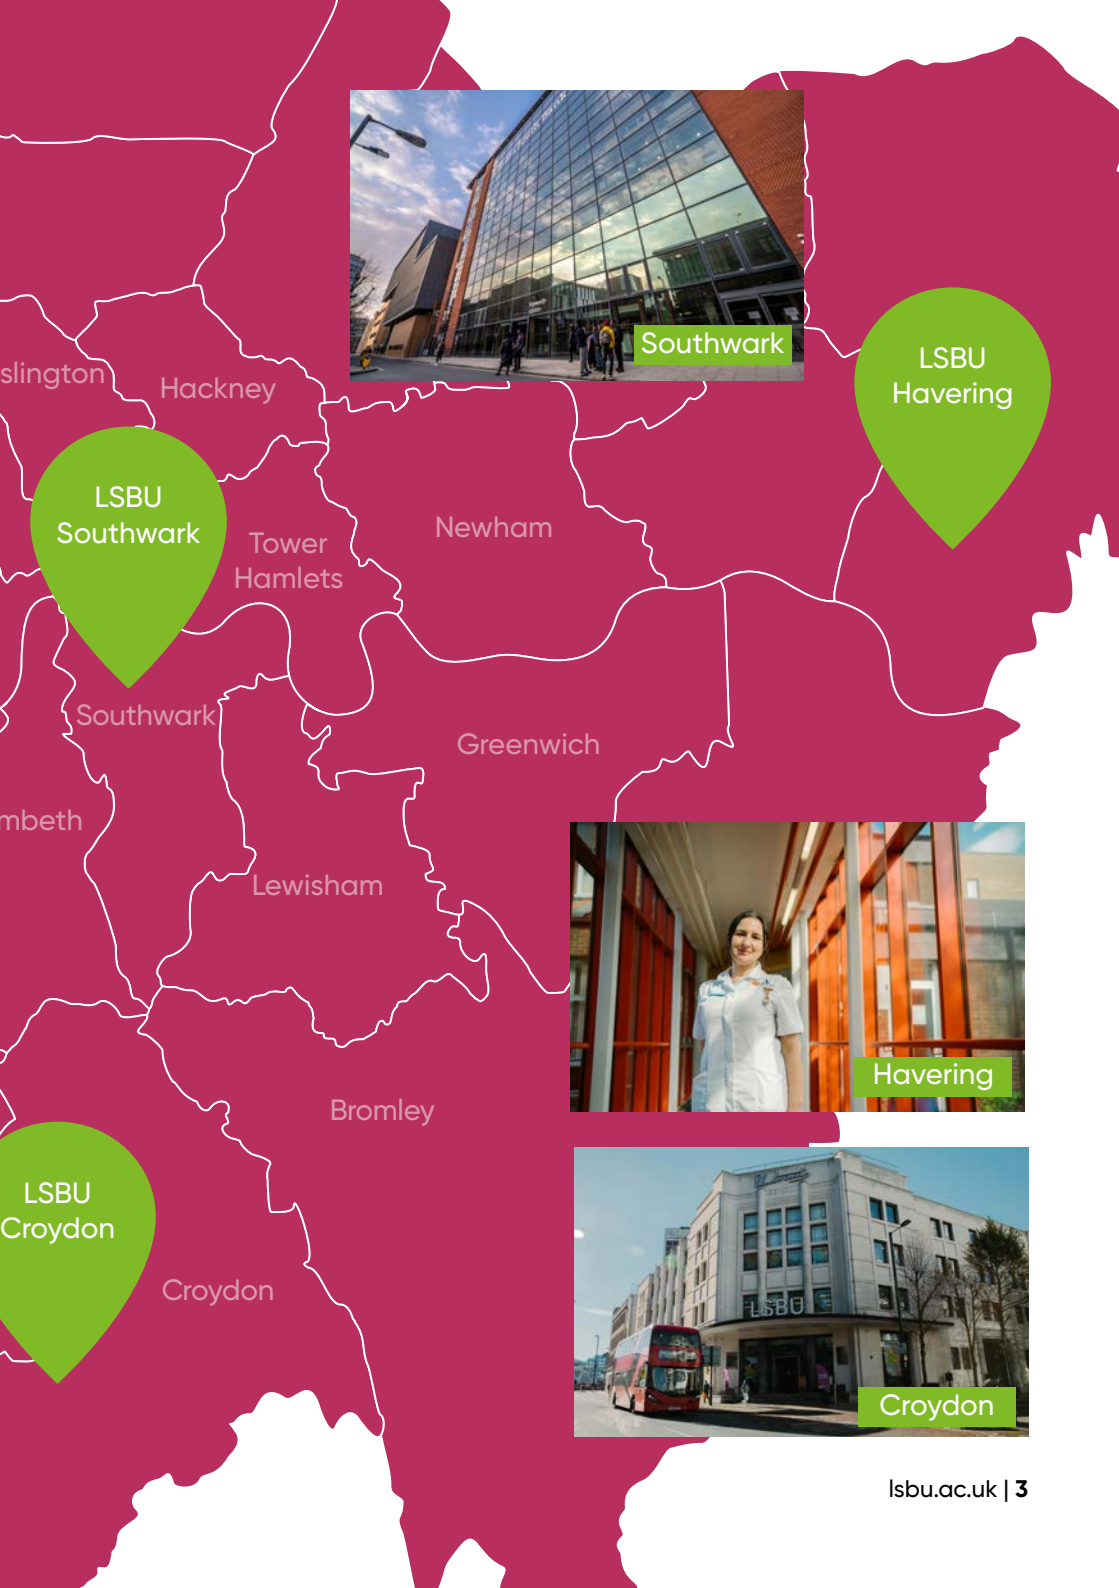 Southwark
LSBU
Havering
slington
Hackney
LSBU
Southwark
Tower
Hamlets
Newham
Southwark
Greenwich
mbeth
Lewisham
Havering
Bromley
LSBU
Croydon
Croydon
LSBU
Croydon
lsbu.ac.uk | 3